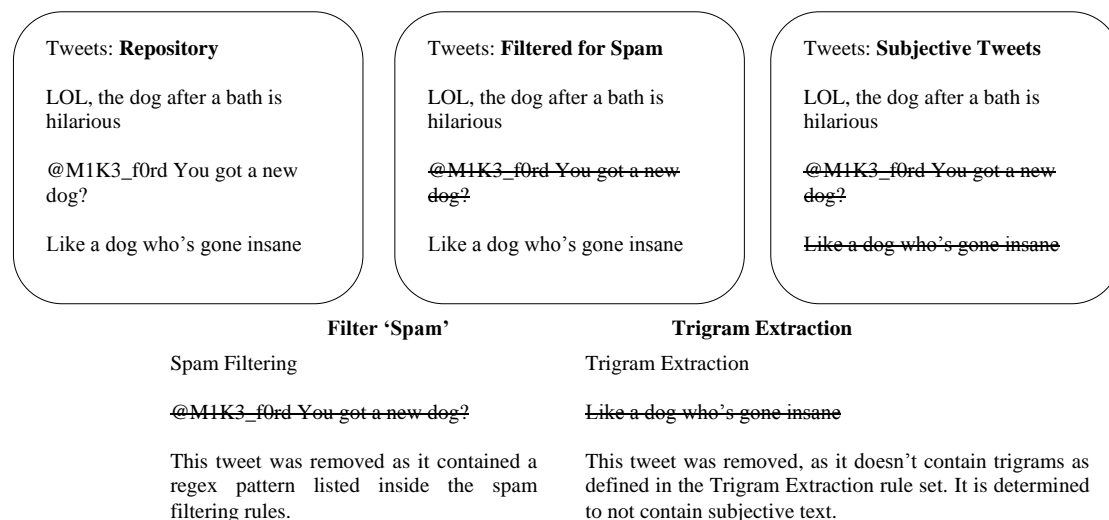 Tweets: Repository
LOL, the dog after a bath is
hilarious
@M1K3_f0rd You got a new
dog?
Like a dog who's gone insane
Tweets: Filtered for Spam
LOL, the dog after a bath is
hilarious
@M1K3_f0rd You got a new
dog?
Like a dog who's gone insane
Tweets: Subjective Tweets
LOL, the dog after a bath is
hilarious
@M1K3_f0rd You got a new
dog?
Like a dog who's gone insane
Filter ‘Spam’
Spam Filtering
@M1K3_f0rd You got a new dog?
This tweet was removed as it contained a
regex pattern listed inside the spam
filtering rules.
Trigram Extraction
Trigram Extraction
Like a dog who's gone insane
This tweet was removed, as it doesn't contain trigrams as
defined in the Trigram Extraction rule set. It is determined
to not contain subjective text.